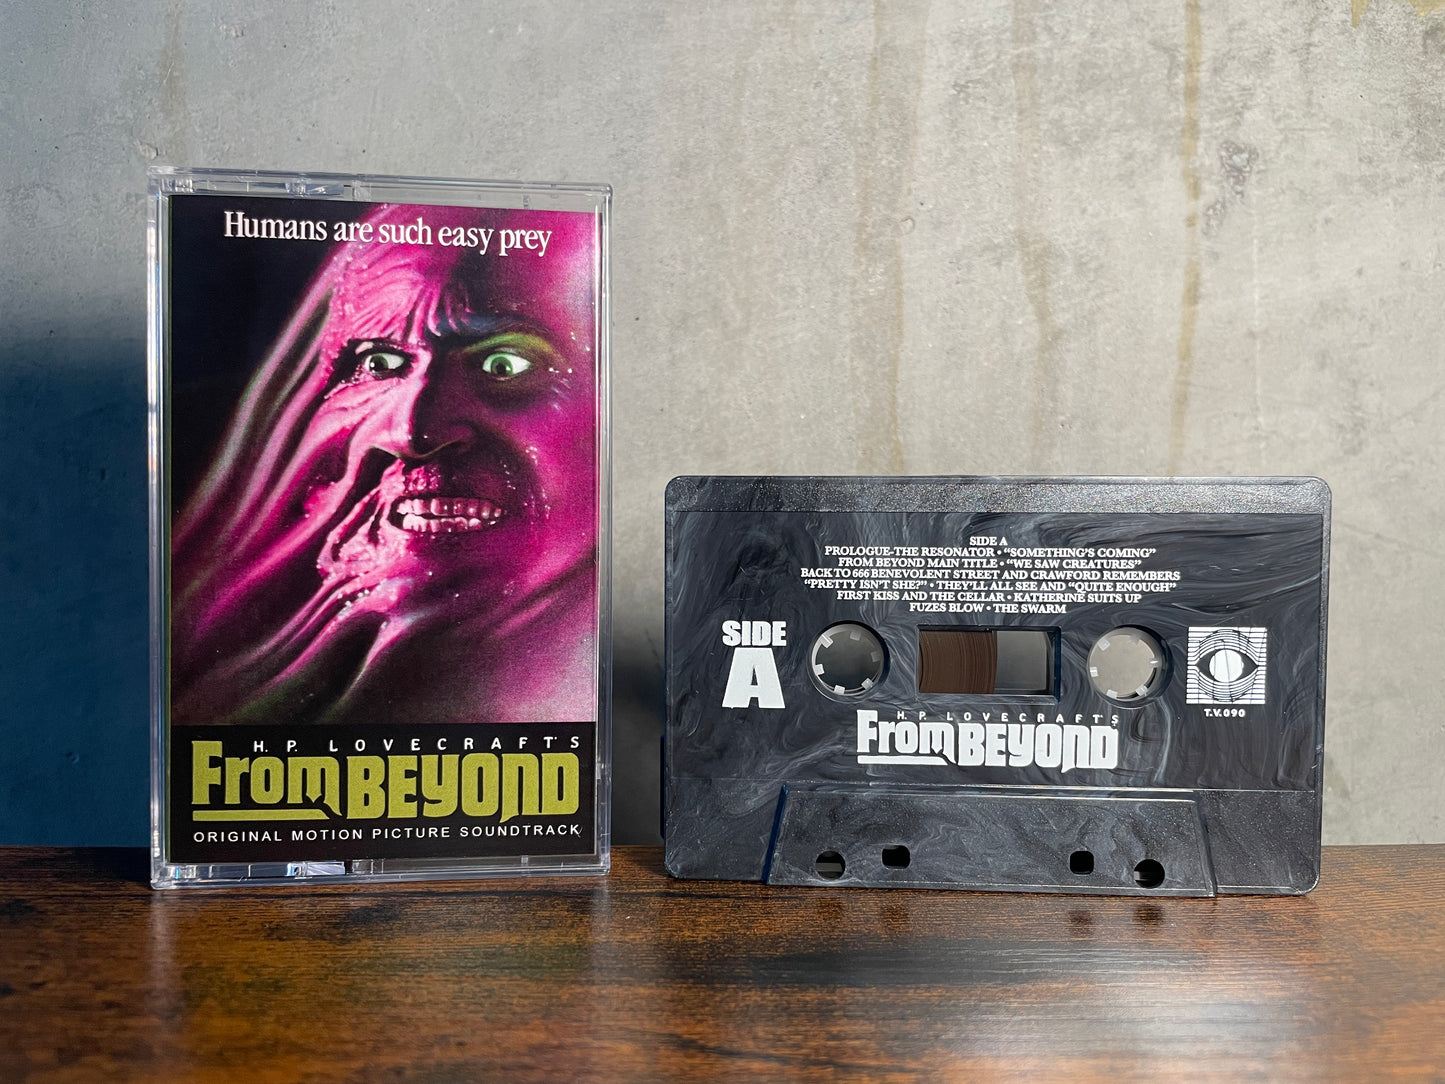 Humans are such easy prey
H. P. LOVECRAFT'S
From BEYOND
ORIGINAL MOTION PICTURE SOUNDTRACK
SIDE A
PROLOGUE-THE RESONATOR • “SOMETHING’S COMING”
FROM BEYOND MAIN TITLE • “WE SAW CREATURES”
BACK TO 666 BENEVOLENT STREET AND CRAWFORD REMEMBERS
“PRETTY ISN’T SHE?” • THEY’LL ALL SEE AND “QUITE ENOUGH”
FIRST KISS AND THE CELLAR • KATHERINE SUITS UP
FUZES BLOW • THE SWARM
SIDE
A
T.V. 090
H. P. LOVECRAFT'S
From BEYOND